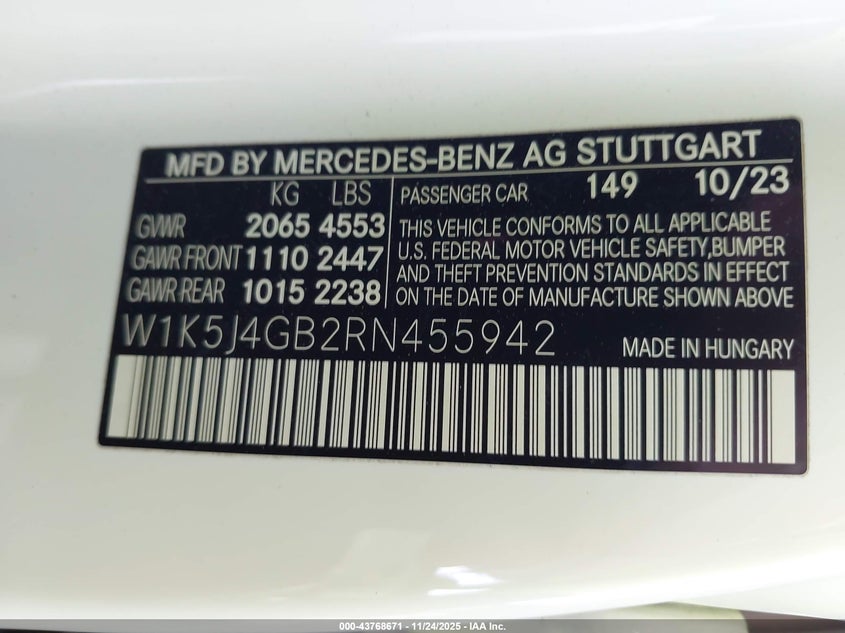 MFD BY MERCEDES-BENZ AG STUTTGART
KG LBS
GVWR 2065 4553
GAWR FRONT 1110 2447
GAWR REAR 1015 2238
PASSENGER CAR 149 10/23
THIS VEHICLE CONFORMS TO ALL APPLICABLE
U.S. FEDERAL MOTOR VEHICLE SAFETY,BUMPER
AND THEFT PREVENTION STANDARDS IN EFFECT
ON THE DATE OF MANUFACTURE SHOWN ABOVE
W1K5J4GB2RN455942
MADE IN HUNGARY
000-43768671 - 11/24/2025 - IAA Inc.